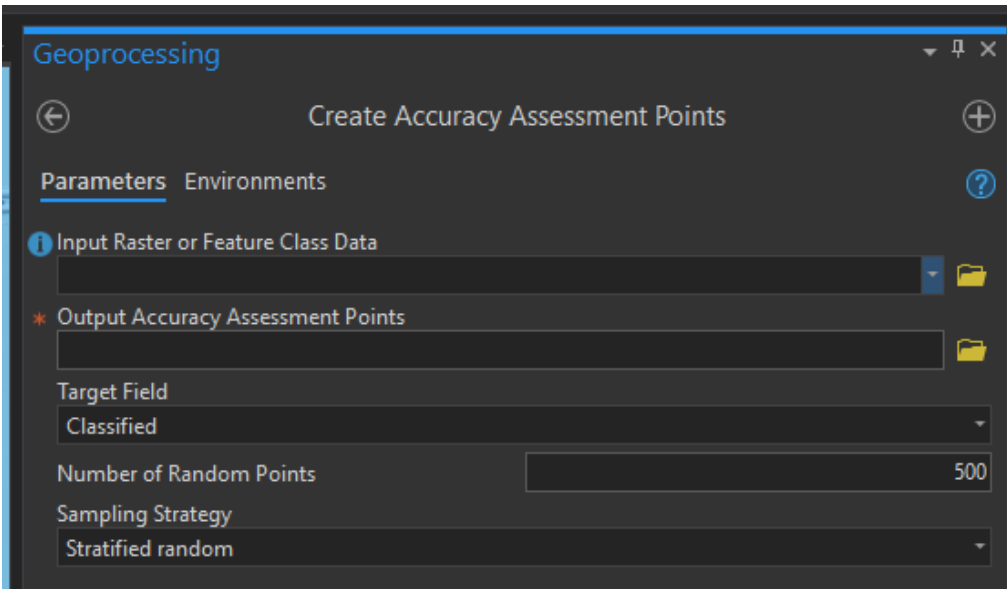 Geoprocessing
Create Accuracy Assessment Points
Parameters Environments
Input Raster or Feature Class Data
* Output Accuracy Assessment Points
Target Field
Classified
Number of Random Points 500
Sampling Strategy
Stratified random